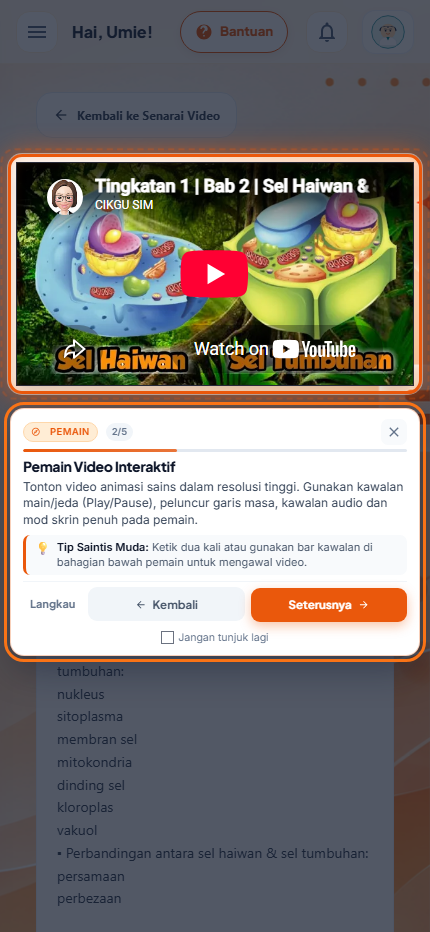 Hai, Umie!
Bantuan
Kembali ke Senarai Video
Tingkatan 1 | Bab 2 | Sel Haiwan &
CIKGU SIM
Sel Haiwan
Sel Tumbuhan
Watch on YouTube
PEMAIN
2/5
Pemain Video Interaktif
Tonton video animasi sains dalam resolusi tinggi. Gunakan kawalan
main/jeda (Play/Pause), peluncur garis masa, kawalan audio dan
mod skrin penuh pada pemain.
Tip Saintis Muda: Ketik dua kali atau gunakan bar kawalan di
bahagian bawah pemain untuk mengawal video.
Langkau
Kembali
Seterusnya
Jangan tunjuk lagi
tumbuhan:
nukleus
sitoplasma
membran sel
mitokondria
dinding sel
kloroplas
vakuol
• Perbandingan antara sel haiwan & sel tumbuhan:
persamaan
perbezaan